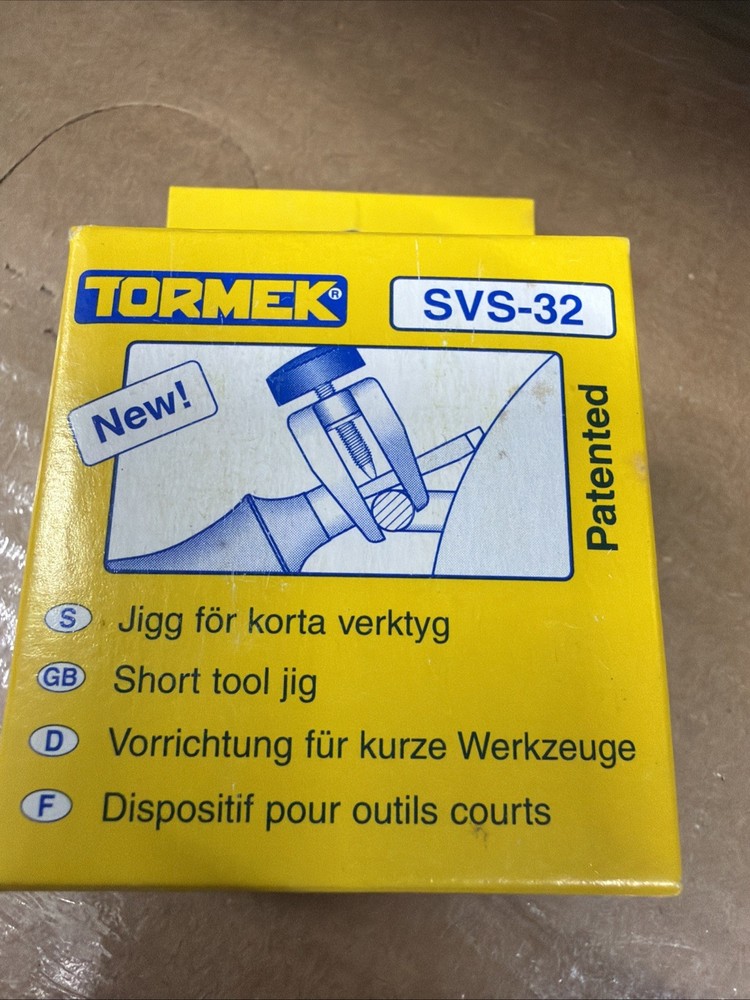 TORMEK®
SVS-32
New!
Patented
S Jigg för korta verktyg
GB Short tool jig
D Vorrichtung für kurze Werkzeuge
F Dispositif pour outils courts